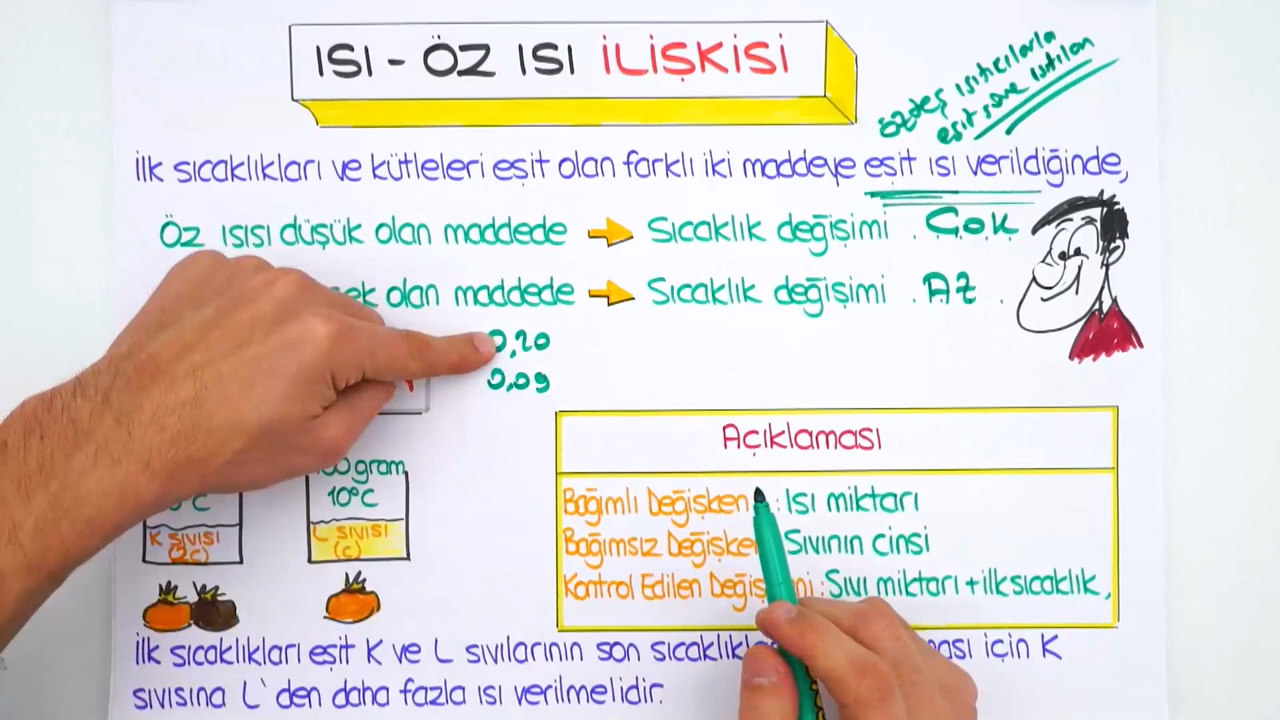 ISI - ÖZ ISI İLİŞKİSİ
özdeş ısıtıcılarla
eşit süre ısıtılan
İlk sıcaklıkları ve kütleleri eşit olan farklı iki maddeye eşit ısı verildiğinde,
Öz ısısı düşük olan maddede → Sıcaklık değişimi . Çok
olan maddede → Sıcaklık değişimi . Az .
0,20
0,09
Açıklaması
Bağımlı Değişken : Isı miktarı
Bağımsız Sıvının cinsi
Kontrol Edilen : Sıvı miktarı + ilk sıcaklık,
gram
10°C
K SIVISI
(2c)
L SIVISI
(c)
İlk sıcaklıkları eşit K ve L sıvılarının son için K
sıvısına L'den daha fazla ısı verilmelidir.